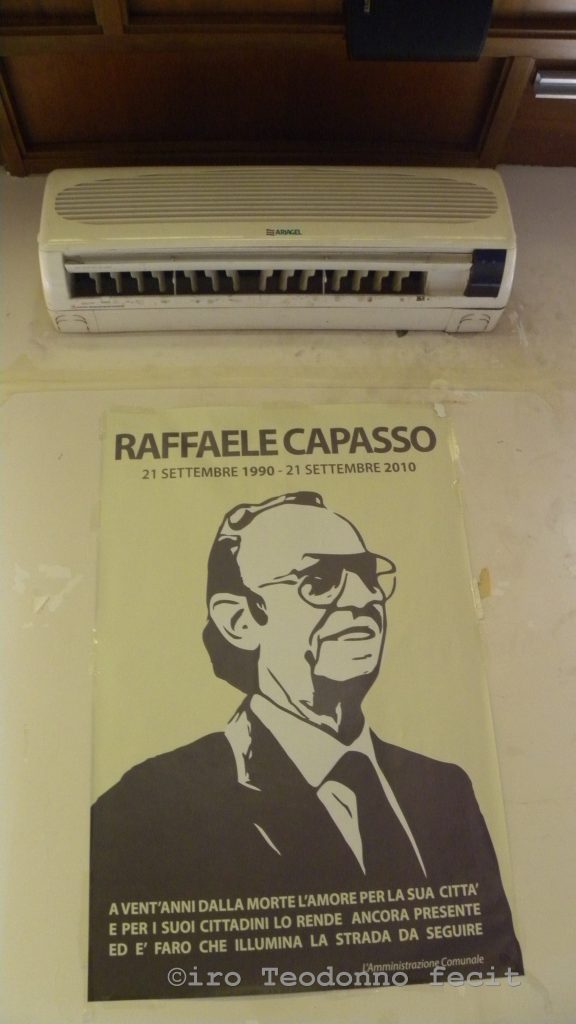 ARIAGEL
RAFFAELE CAPASSO
21 SETTEMBRE 1990 - 21 SETTEMBRE 2010
A VENT'ANNI DALLA MORTE L'AMORE PER LA SUA CITTA'
E PER I SUOI CITTADINI LO RENDE ANCORA PRESENTE
ED E' FARO CHE ILLUMINA LA STRADA DA SEGUIRE
L'Amministrazione Comunale
©iro Teodonno fecit